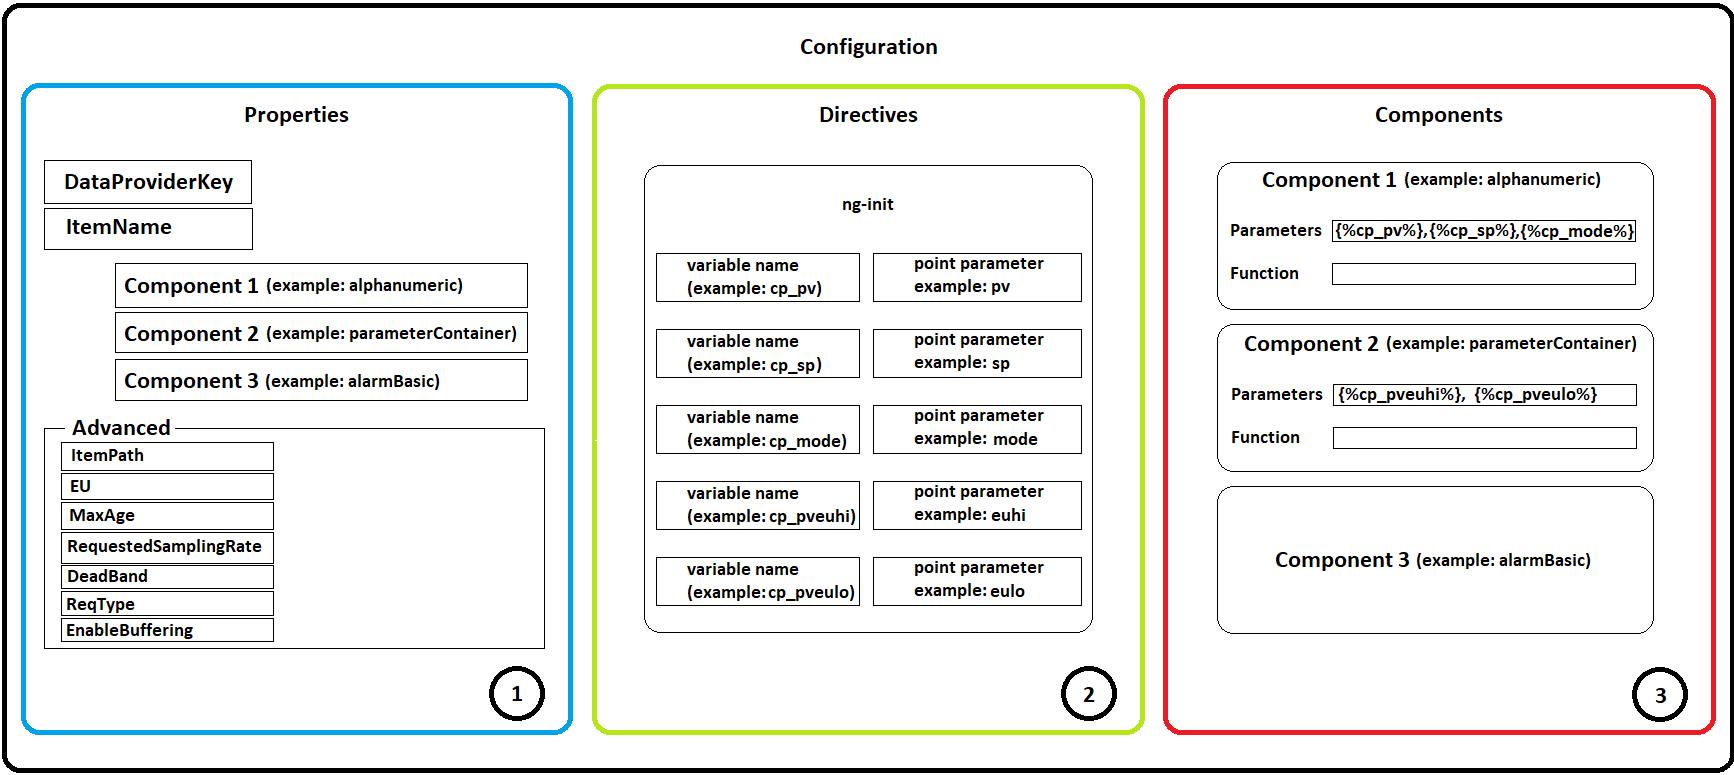 Configuration
Properties
DataProviderKey
ItemName
Component 1 (example: alphanumeric)
Component 2 (example: parameterContainer)
Component 3 (example: alarmBasic)
Advanced
ItemPath
EU
MaxAge
RequestedSamplingRate
DeadBand
ReqType
EnableBuffering
1
Directives
ng-init
variable name
(example: cp_pv)
point parameter
example: pv
variable name
(example: cp_sp)
point parameter
example: sp
variable name
(example: cp_mode)
point parameter
example: mode
variable name
(example: cp_pveuhi)
point parameter
example: euhi
variable name
(example: cp_pveulo)
point parameter
example: eulo
2
Components
Component 1 (example: alphanumeric)
Parameters {%cp_pv%},{%cp_sp%},{%cp_mode%}
Function
Component 2 (example: parameterContainer)
Parameters {%cp_pveuhi%}, {%cp_pveulo%}
Function
Component 3 (example: alarmBasic)
3